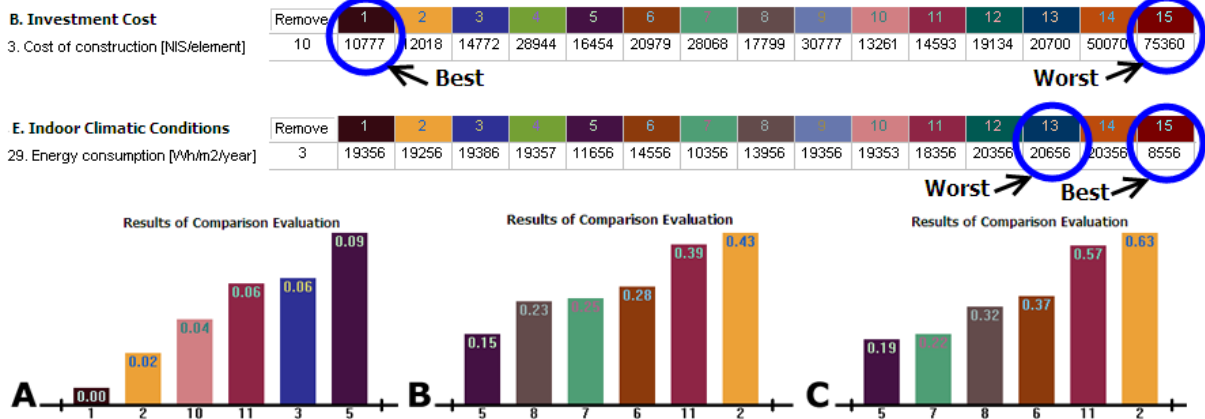 B. Investment Cost Remove 1 2 3 4 5 6 7 8 9 10 11 12 13 14 15
3. Cost of construction [NIS/element] 10 10777 12018 14772 28944 16454 20979 28068 17799 30777 13261 14593 19134 20700 50070 75360
Best Worst
E. Indoor Climatic Conditions Remove 1 2 3 4 5 6 7 8 9 10 11 12 13 14 15
29. Energy consumption [Wh/m2/year] 3 19356 19256 19386 19357 11656 14556 10356 13956 19356 19353 18356 20356 20656 20356 8556
Worst Best
Results of Comparison Evaluation
0.00 0.02 0.04 0.06 0.06 0.09
A 1 2 10 11 3 5
Results of Comparison Evaluation
0.15 0.23 0.28 0.39 0.43
B 5 8 7 6 11 2
Results of Comparison Evaluation
0.19 0.32 0.37 0.57 0.63
C 5 7 8 6 11 2